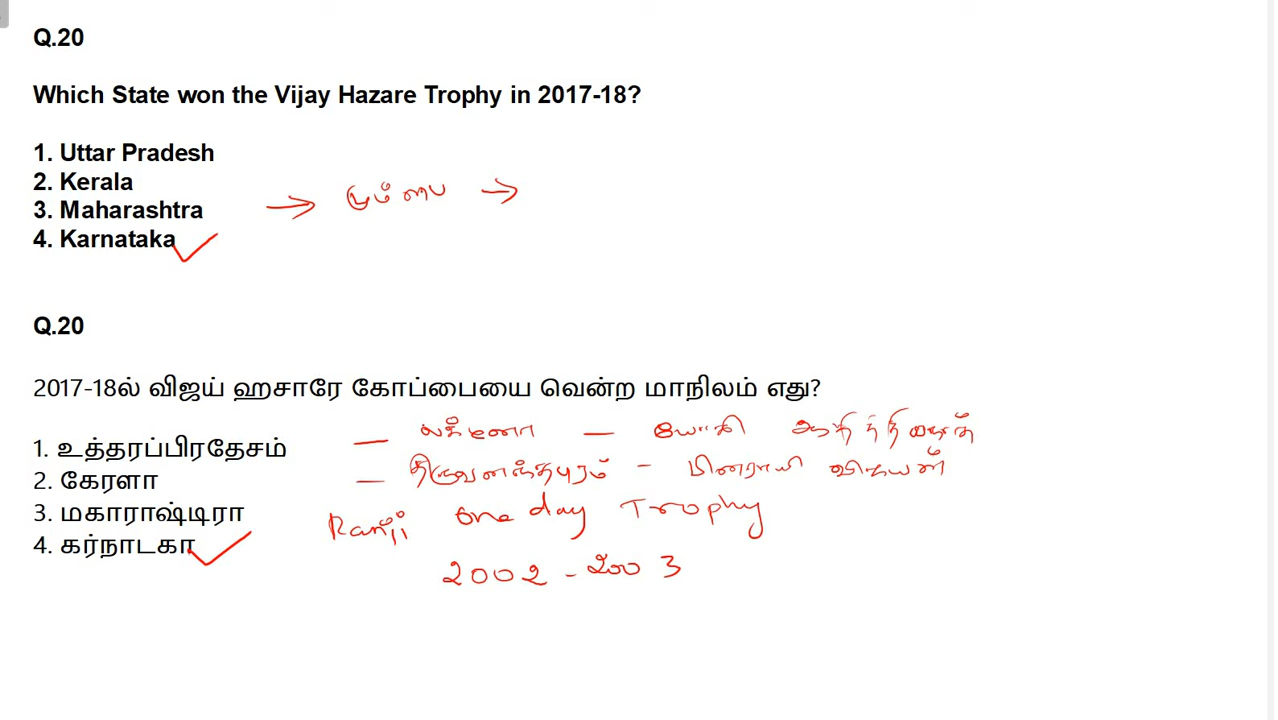 Q.20
Which State won the Vijay Hazare Trophy in 2017-18?
1. Uttar Pradesh
2. Kerala
3. Maharashtra → மும்பை →
4. Karnataka ✓
Q.20
2017-18ல் விஜய் ஹசாரே கோப்பையை வென்ற மாநிலம் எது?
1. உத்தரப்பிரதேசம் — லக்னோ — யோகி ஆதித்தியநாத்
2. கேரளா — திருவனந்தபுரம் - பினராயி விஜயன்
3. மகாராஷ்டிரா Ranji one day Trophy
4. கர்நாடகா ✓ 2002 - 2003